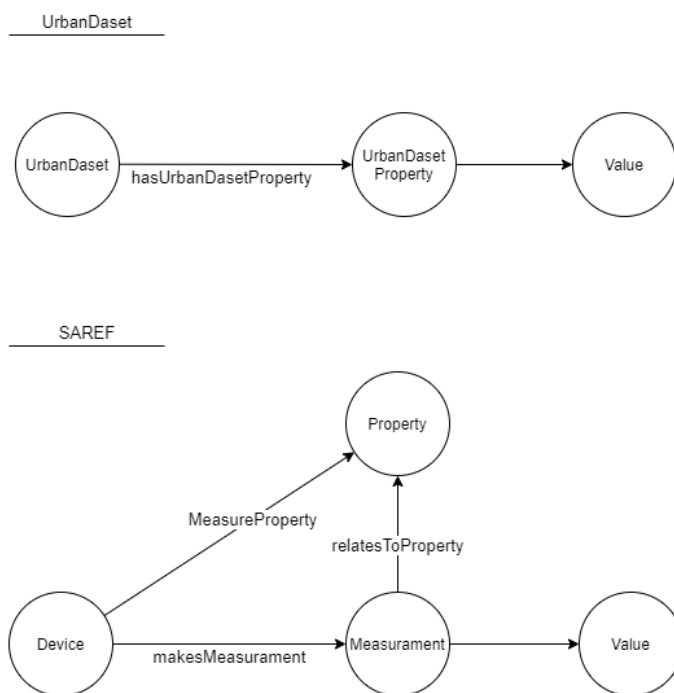 UrbanDaset
UrbanDaset
hasUrbanDasetProperty
UrbanDaset
Property
Value
SAREF
Property
MeasureProperty
relatesToProperty
Device
makesMeasurament
Measurament
Value